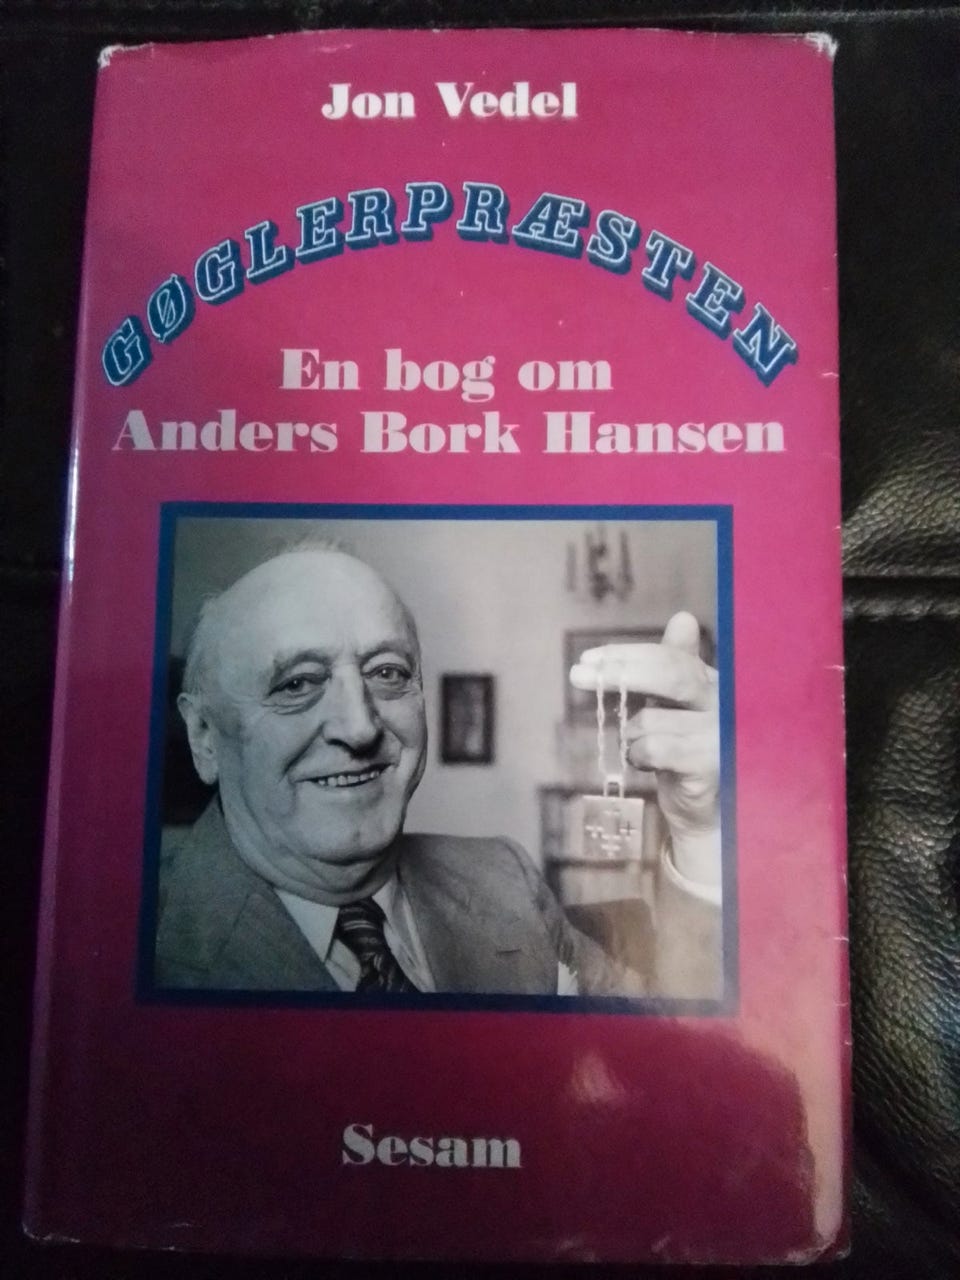 Jon Vedel
GØGLERPRÆSTEN
En bog om
Anders Bork Hansen
Sesam